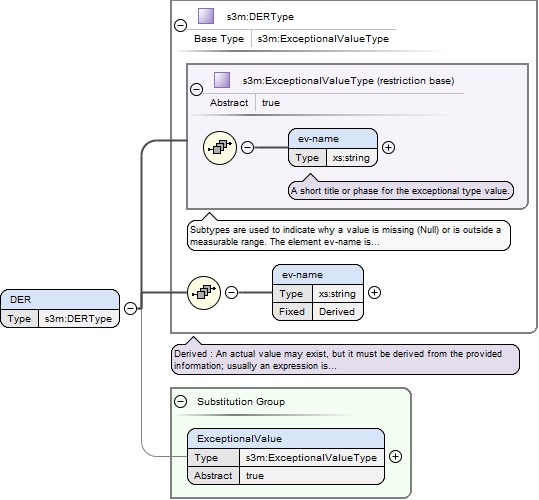 s3m:DERType
Base Type s3m:ExceptionalValueType
s3m:ExceptionalValueType (restriction base)
Abstract true
ev-name
Type xs:string
A short title or phase for the exceptional type value.
Subtypes are used to indicate why a value is missing (Null) or is outside a
measurable range. The element ev-name is...
ev-name
Type xs:string
Fixed Derived
DER
Type s3m:DERType
Derived : An actual value may exist, but it must be derived from the provided
information; usually an expression is...
Substitution Group
ExceptionalValue
Type s3m:ExceptionalValueType
Abstract true